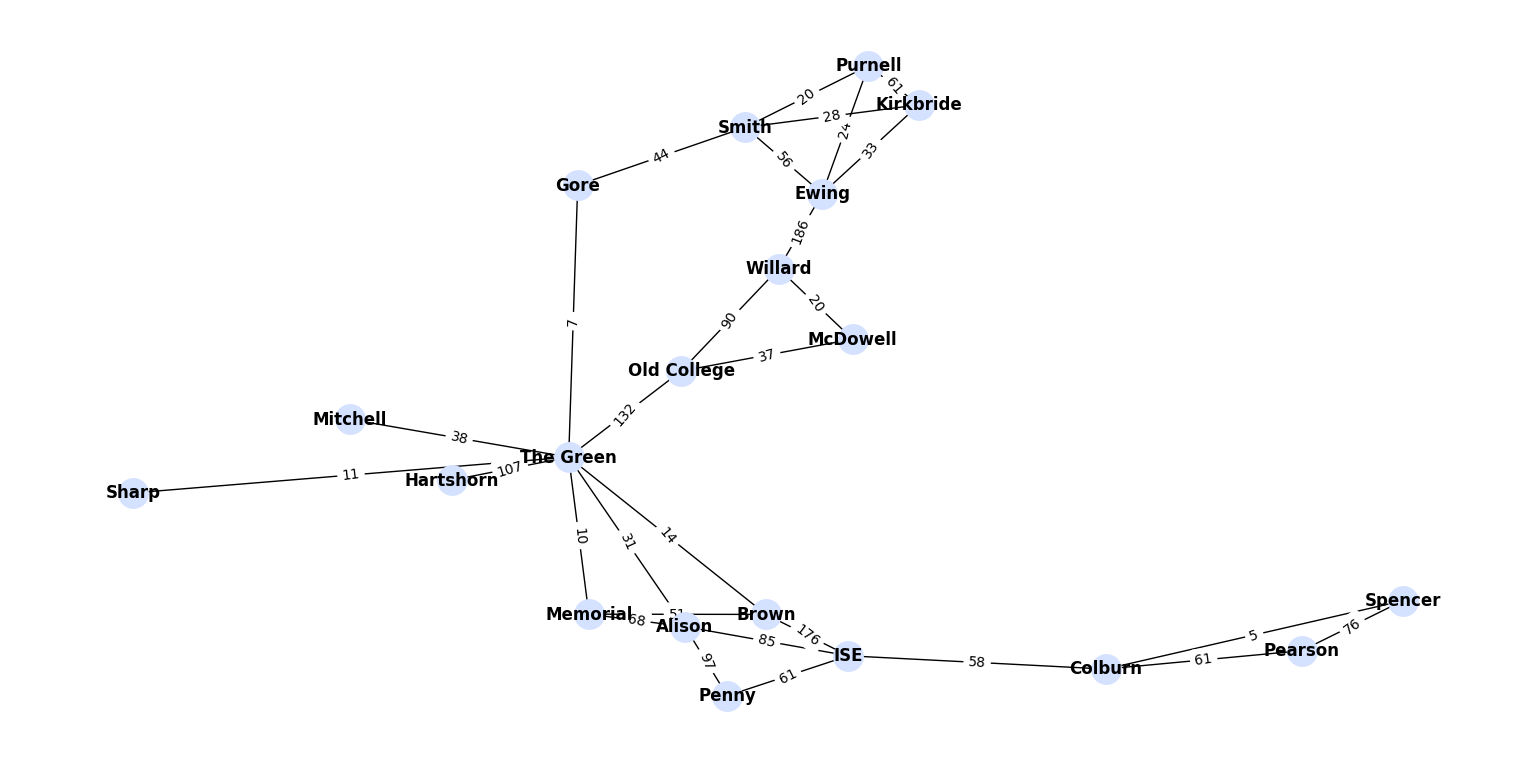 Purnell
61
20
Kirkbride
28
Smith
24
33
44
56
Gore
Ewing
186
Willard
20
7
90
McDowell
37
Old College
132
Mitchell
38
The Green
11
107
Hartshorn
Sharp
10
31
14
Spencer
5
76
Memorial
51
Brown
68
Alison
176
85
Pearson
61
ISE
58
Colburn
97
61
Penny